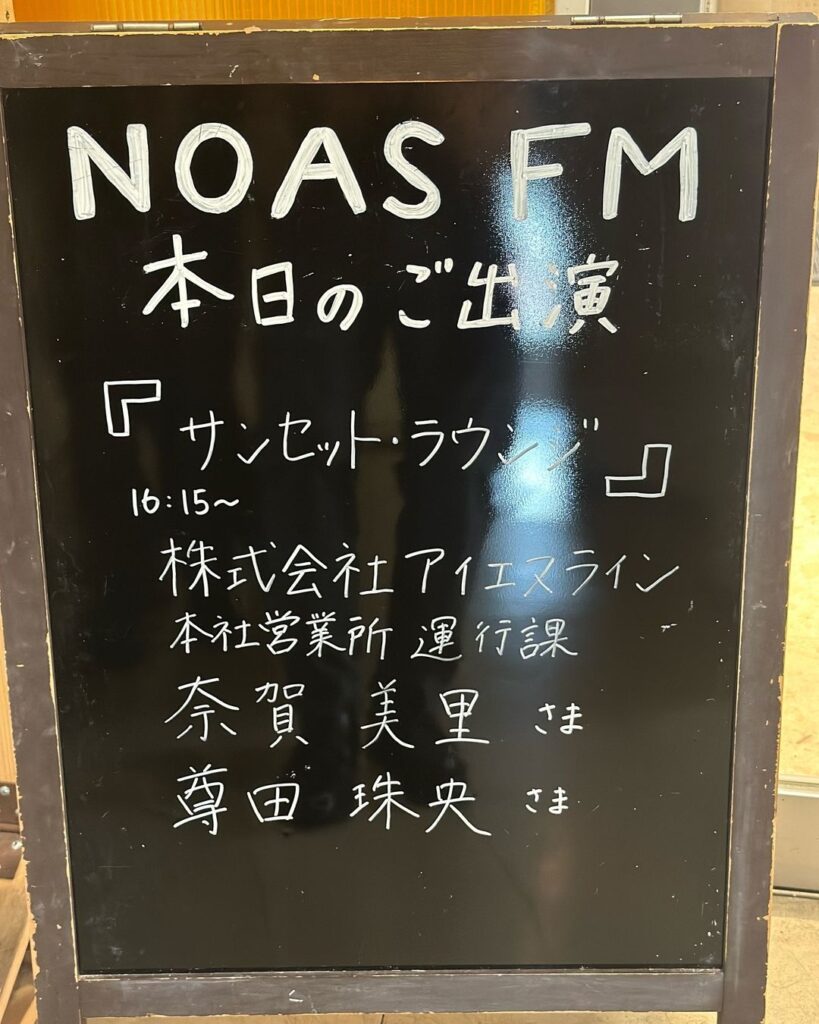 NOAS FM
本日のご出演
『サンセット・ラウンジ』
16:15~
株式会社アイエスライン
本社営業所 運行課
奈賀 美里 さま
尊田 珠央 さま